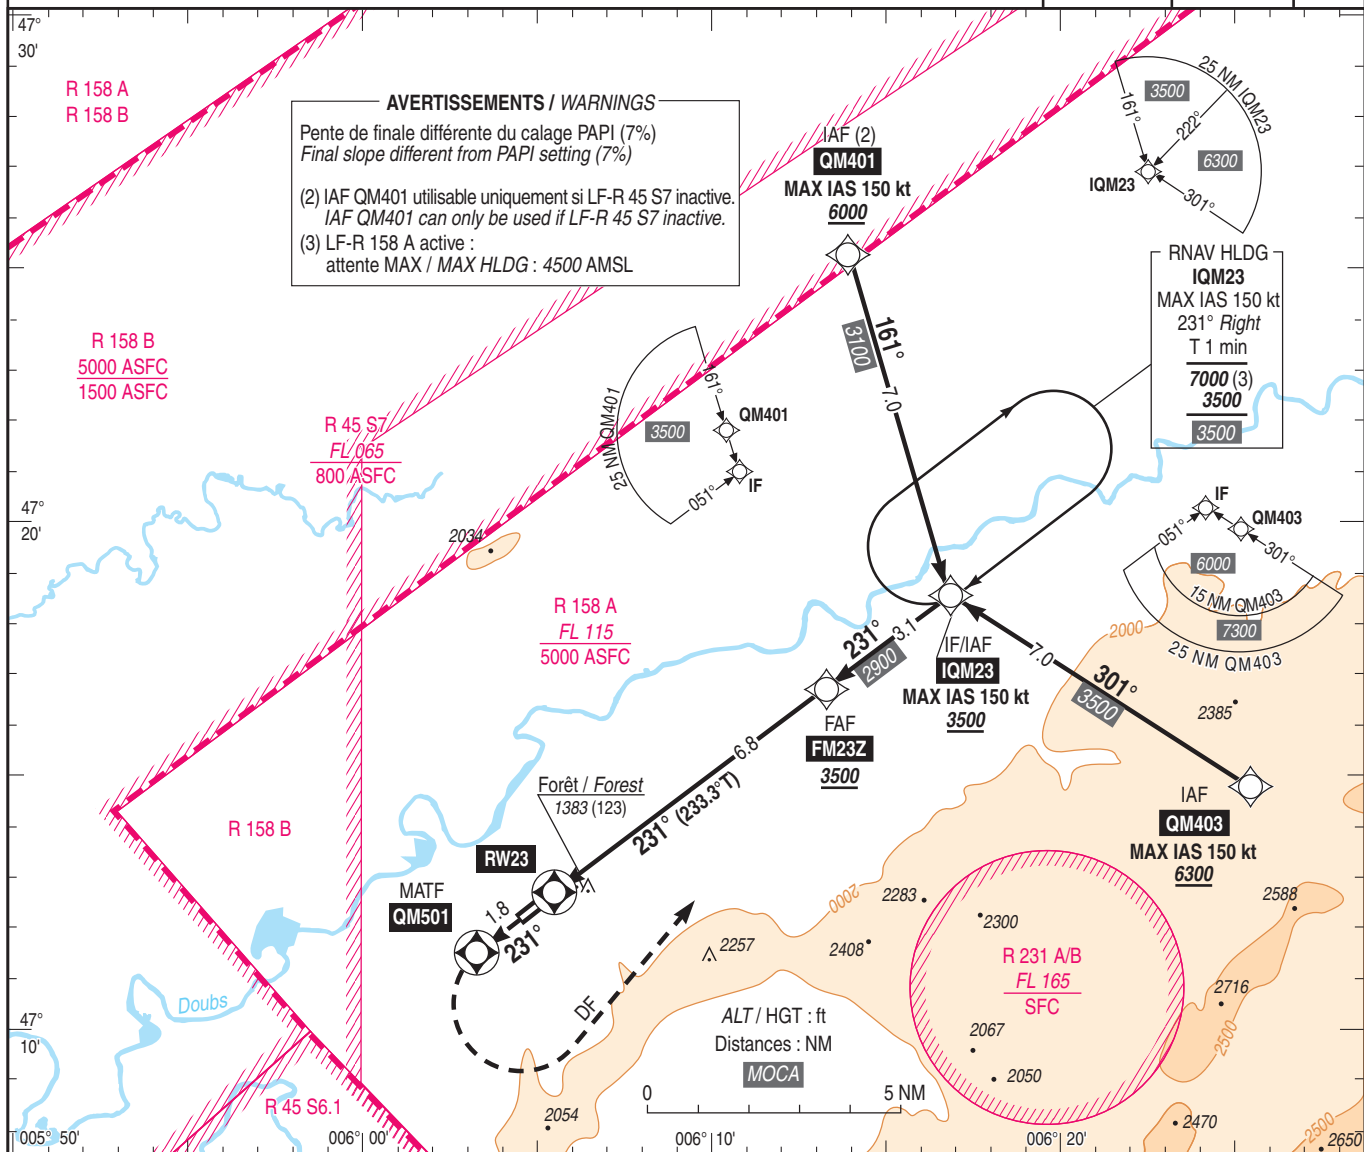 47°
30'
R 158 A
R 158 B
AVERTISSEMENTS / WARNINGS
Pente de finale différente du calage PAPI (7%)
Final slope different from PAPI setting (7%)
(2) IAF QM401 utilisable uniquement si LF-R 45 S7 inactive.
IAF QM401 can only be used if LF-R 45 S7 inactive.
(3) LF-R 158 A active :
attente MAX / MAX HLDG : 4500 AMSL
IAF (2)
QM401
MAX IAS 150 kt
6000
25 NM IQM23
3500
161°
222°
6300
IQM23
301°
RNAV HLDG
IQM23
MAX IAS 150 kt
231° Right
T 1 min
7000 (3)
3500
3500
R 158 B
5000 ASFC
1500 ASFC
161°
3100
7.0
161°
25 NM QM401
3500
QM401
051°
IF
R 45 S7
FL 065
800 ASFC
47°
20'
2034
IF
QM403
051°
301°
6000
15 NM QM403
7300
25 NM QM403
2000
R 158 A
FL 115
5000 ASFC
231°
3.1
2900
IF/IAF
IQM23
MAX IAS 150 kt
3500
7.0
301°
3500
2385
FAF
FM23Z
3500
6.8
231° (233.3°T)
Forêt / Forest
1383 (123)
IAF
QM403
MAX IAS 150 kt
6300
R 158 B
RW23
MATF
QM501
1.8
231°
2000
2283
2300
2588
2408
2257
R 231 A/B
FL 165
SFC
2716
2500
Doubs
DF
ALT / HGT : ft
Distances : NM
MOCA
2067
2050
47°
10'
0
5 NM
R 45 S6.1
2054
2470
2500
2650
005° 50'
006° 00'
006° 10'
006° 20'